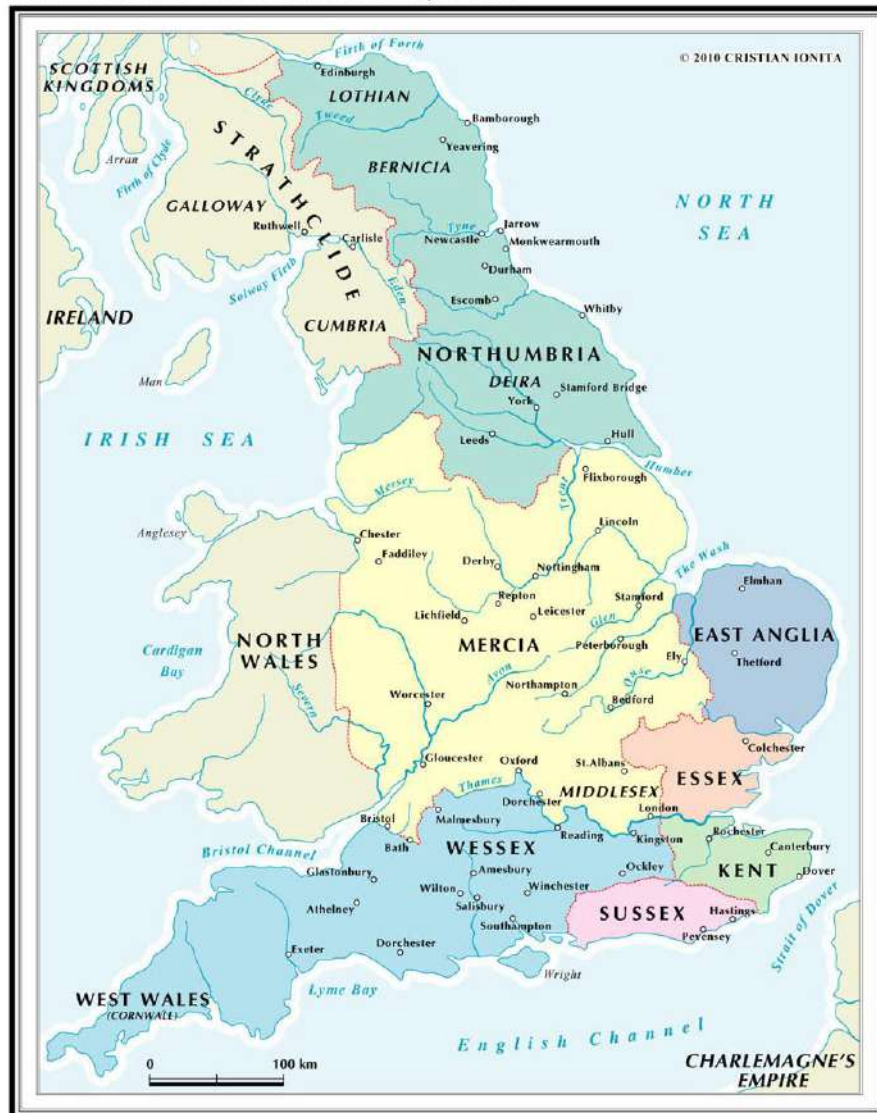 © 2010 CRISTIAN IONITA
SCOTTISH
KINGDOMS
Firth of Forth
Edinburgh
LOTHIAN
Clyde
Tweed
Bamborough
Yeavering
BERNICIA
Arran
Firth of Clyde
STRATHCLIDE
GALLOWAY
Ruthwell
Carlisle
NORTH
SEA
Tyne
Jarrow
Newcastle
Monkwearmouth
Durham
Solway Firth
Eden
Escomb
Whitby
IRELAND
CUMBRIA
NORTHUMBRIA
DEIRA
Stamford Bridge
Man
York
IRISH SEA
Leeds
Hull
Humber
Flixborough
Trent
Mersey
Anglesey
Lincoln
Chester
Faddiley
Derby
Nottingham
The Wash
Elmhan
Repton
Stamford
Lichfield
Leicester
Glen
EAST ANGLIA
NORTH
WALES
MERCIA
Peterborough
Ely
Thetford
Cardigan
Bay
Avon
Severn
Worcester
Northampton
Ouse
Bedford
Colchester
Gloucester
Oxford
St.Albans
ESSEX
Thames
Dorchester
MIDDLESEX
London
Bristol
Malmesbury
Reading
Kingston
Rochester
Bath
WESSEX
Canterbury
Bristol Channel
Glastonbury
Amesbury
Ockley
KENT
Dover
Wilton
Winchester
Athelney
Salisbury
SUSSEX
Hastings
Southampton
Pevensey
Strait of Dover
Exeter
Dorchester
Wright
WEST WALES
(CORNWALE)
Lyme Bay
English Channel
0 100 km
CHARLEMAGNE'S
EMPIRE